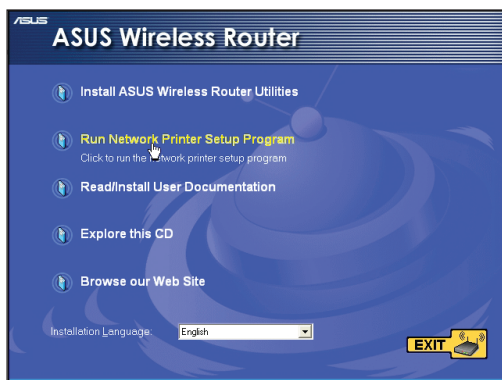 ASUS
ASUS Wireless Router
Install ASUS Wireless Router Utilities
Run Network Printer Setup Program
Click to run the network printer setup program
Read/Install User Documentation
Explore this CD
Browse our Web Site
Installation Language: English
EXIT